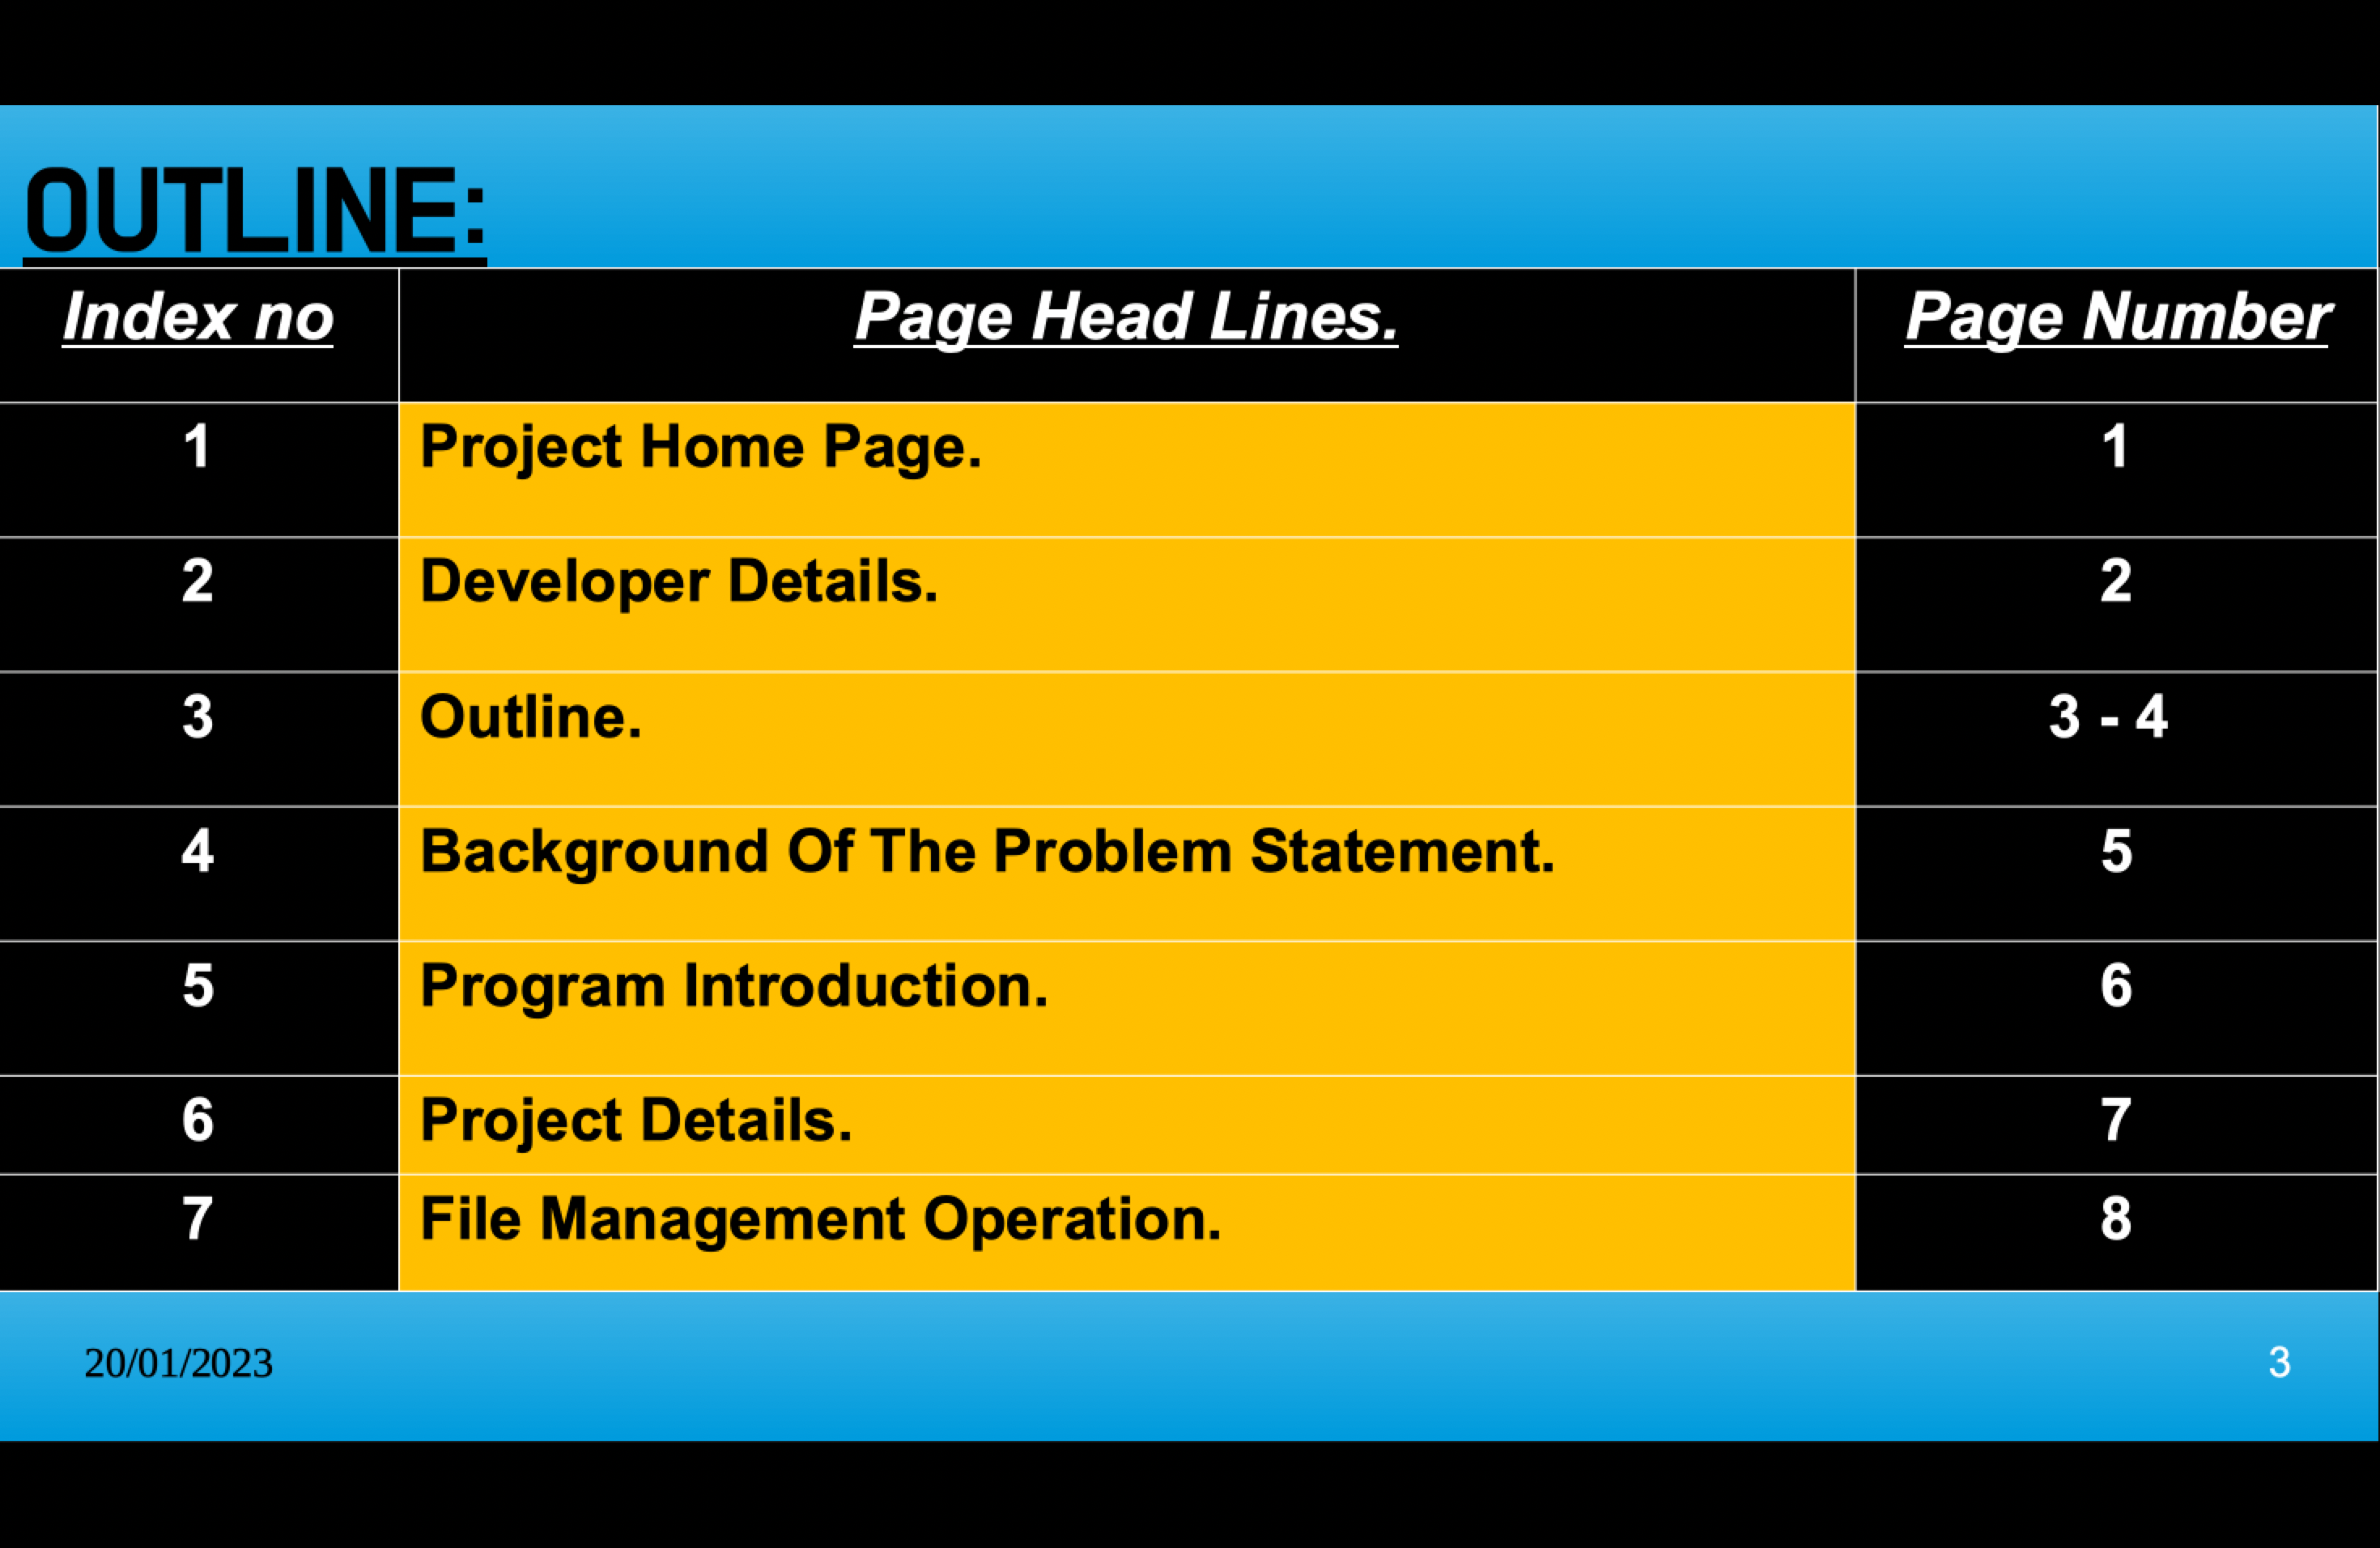 OUTLINE:
Index no Page Head Lines. Page Number
1 Project Home Page. 1
2 Developer Details. 2
3 Outline. 3 - 4
4 Background Of The Problem Statement. 5
5 Program Introduction. 6
6 Project Details. 7
7 File Management Operation. 8
20/01/2023 3